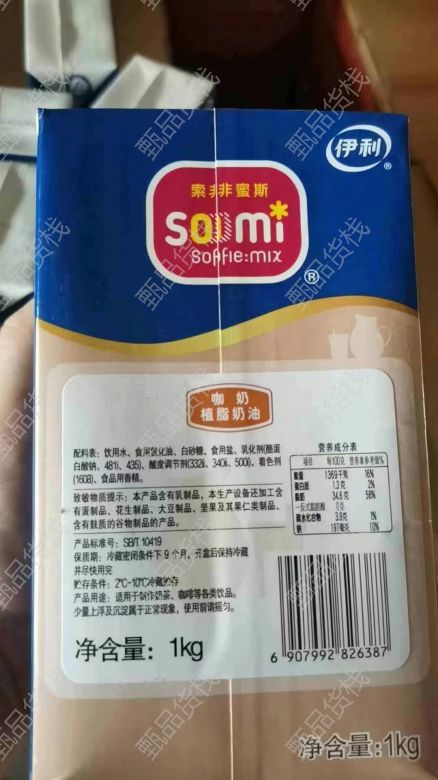 伊利
®
索非蜜斯
SOFmi
Soffie:mix
®
咖 奶
植脂奶油
配料表：饮用水、食用氢化油、白砂糖、食用盐、乳化剂(酪蛋
白酸钠、481i、435)、酸度调节剂(332ii、340ii、500i)、着色剂
(160B)、食品用香精。
致敏物质提示：本产品含有乳制品，本生产设备还加工含
有蛋制品、花生制品、大豆制品、坚果及其果仁类制品、
含有麸质的谷物制品的产品。
产品标准号：SB/T 10419
保质期：冷藏密闭条件下 9 个月，开盒后保持冷藏
并尽快用完
贮存条件：2℃-10℃冷藏贮存
产品用途：适用于制作奶茶、咖啡等各类饮品。
少量上浮及沉淀属于正常现象，使用前请摇匀。
营养成分表
项目 每100克 营养素参考值%
能量 1369千焦 16%
蛋白质 1.3克 2%
脂肪 34.6克 58%
-反式脂肪酸 0克
碳水化合物 3.9克 1%
钠 197毫克 10%
净含量：1kg
6 907992 826387
净含量:1kg
甄品货栈